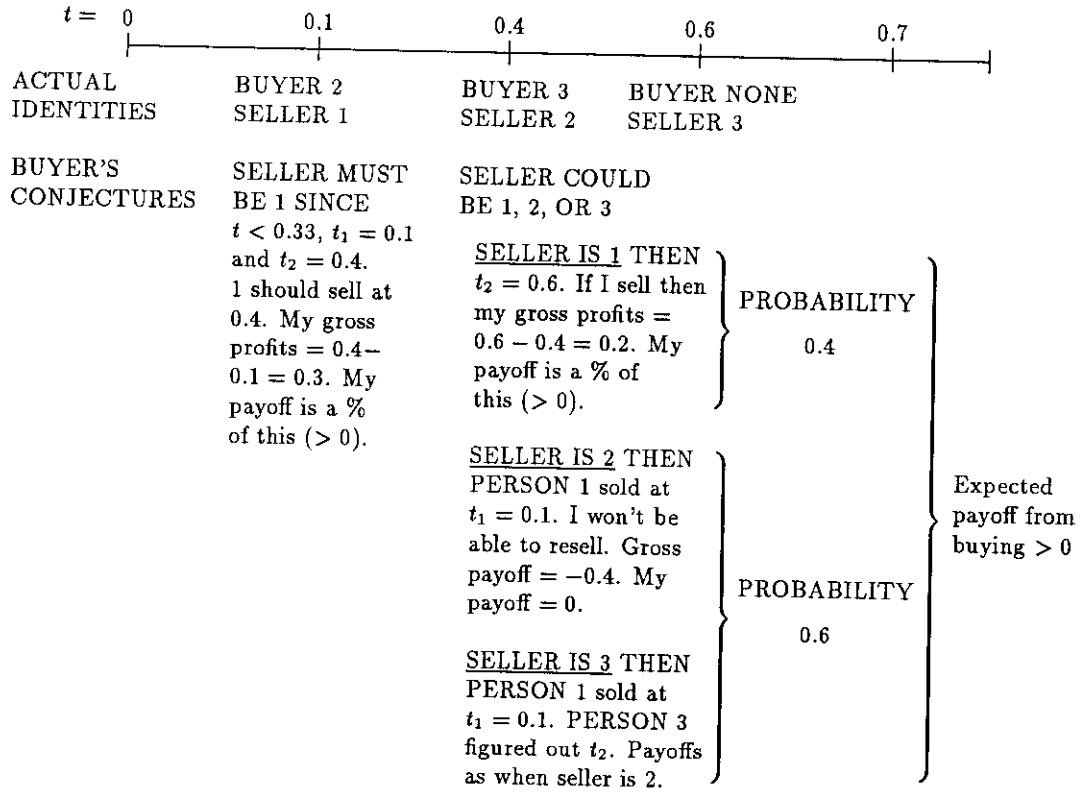 t = 0 0.1 0.4 0.6 0.7
ACTUAL IDENTITIES
BUYER 2
SELLER 1
BUYER 3
SELLER 2
BUYER NONE
SELLER 3
BUYER'S
CONJECTURES
SELLER MUST
BE 1 SINCE
t < 0.33, t₁ = 0.1
and t₂ = 0.4.
1 should sell at
0.4. My gross
profits = 0.4−
0.1 = 0.3. My
payoff is a %
of this (> 0).
SELLER COULD
BE 1, 2, OR 3
SELLER IS 1 THEN
t₂ = 0.6. If I sell then
my gross profits =
0.6 − 0.4 = 0.2. My
payoff is a % of
this (> 0).
PROBABILITY
0.4
SELLER IS 2 THEN
PERSON 1 sold at
t₁ = 0.1. I won't be
able to resell. Gross
payoff = −0.4. My
payoff = 0.
SELLER IS 3 THEN
PERSON 1 sold at
t₁ = 0.1. PERSON 3
figured out t₂. Payoffs
as when seller is 2.
PROBABILITY
0.6
Expected
payoff from
buying > 0